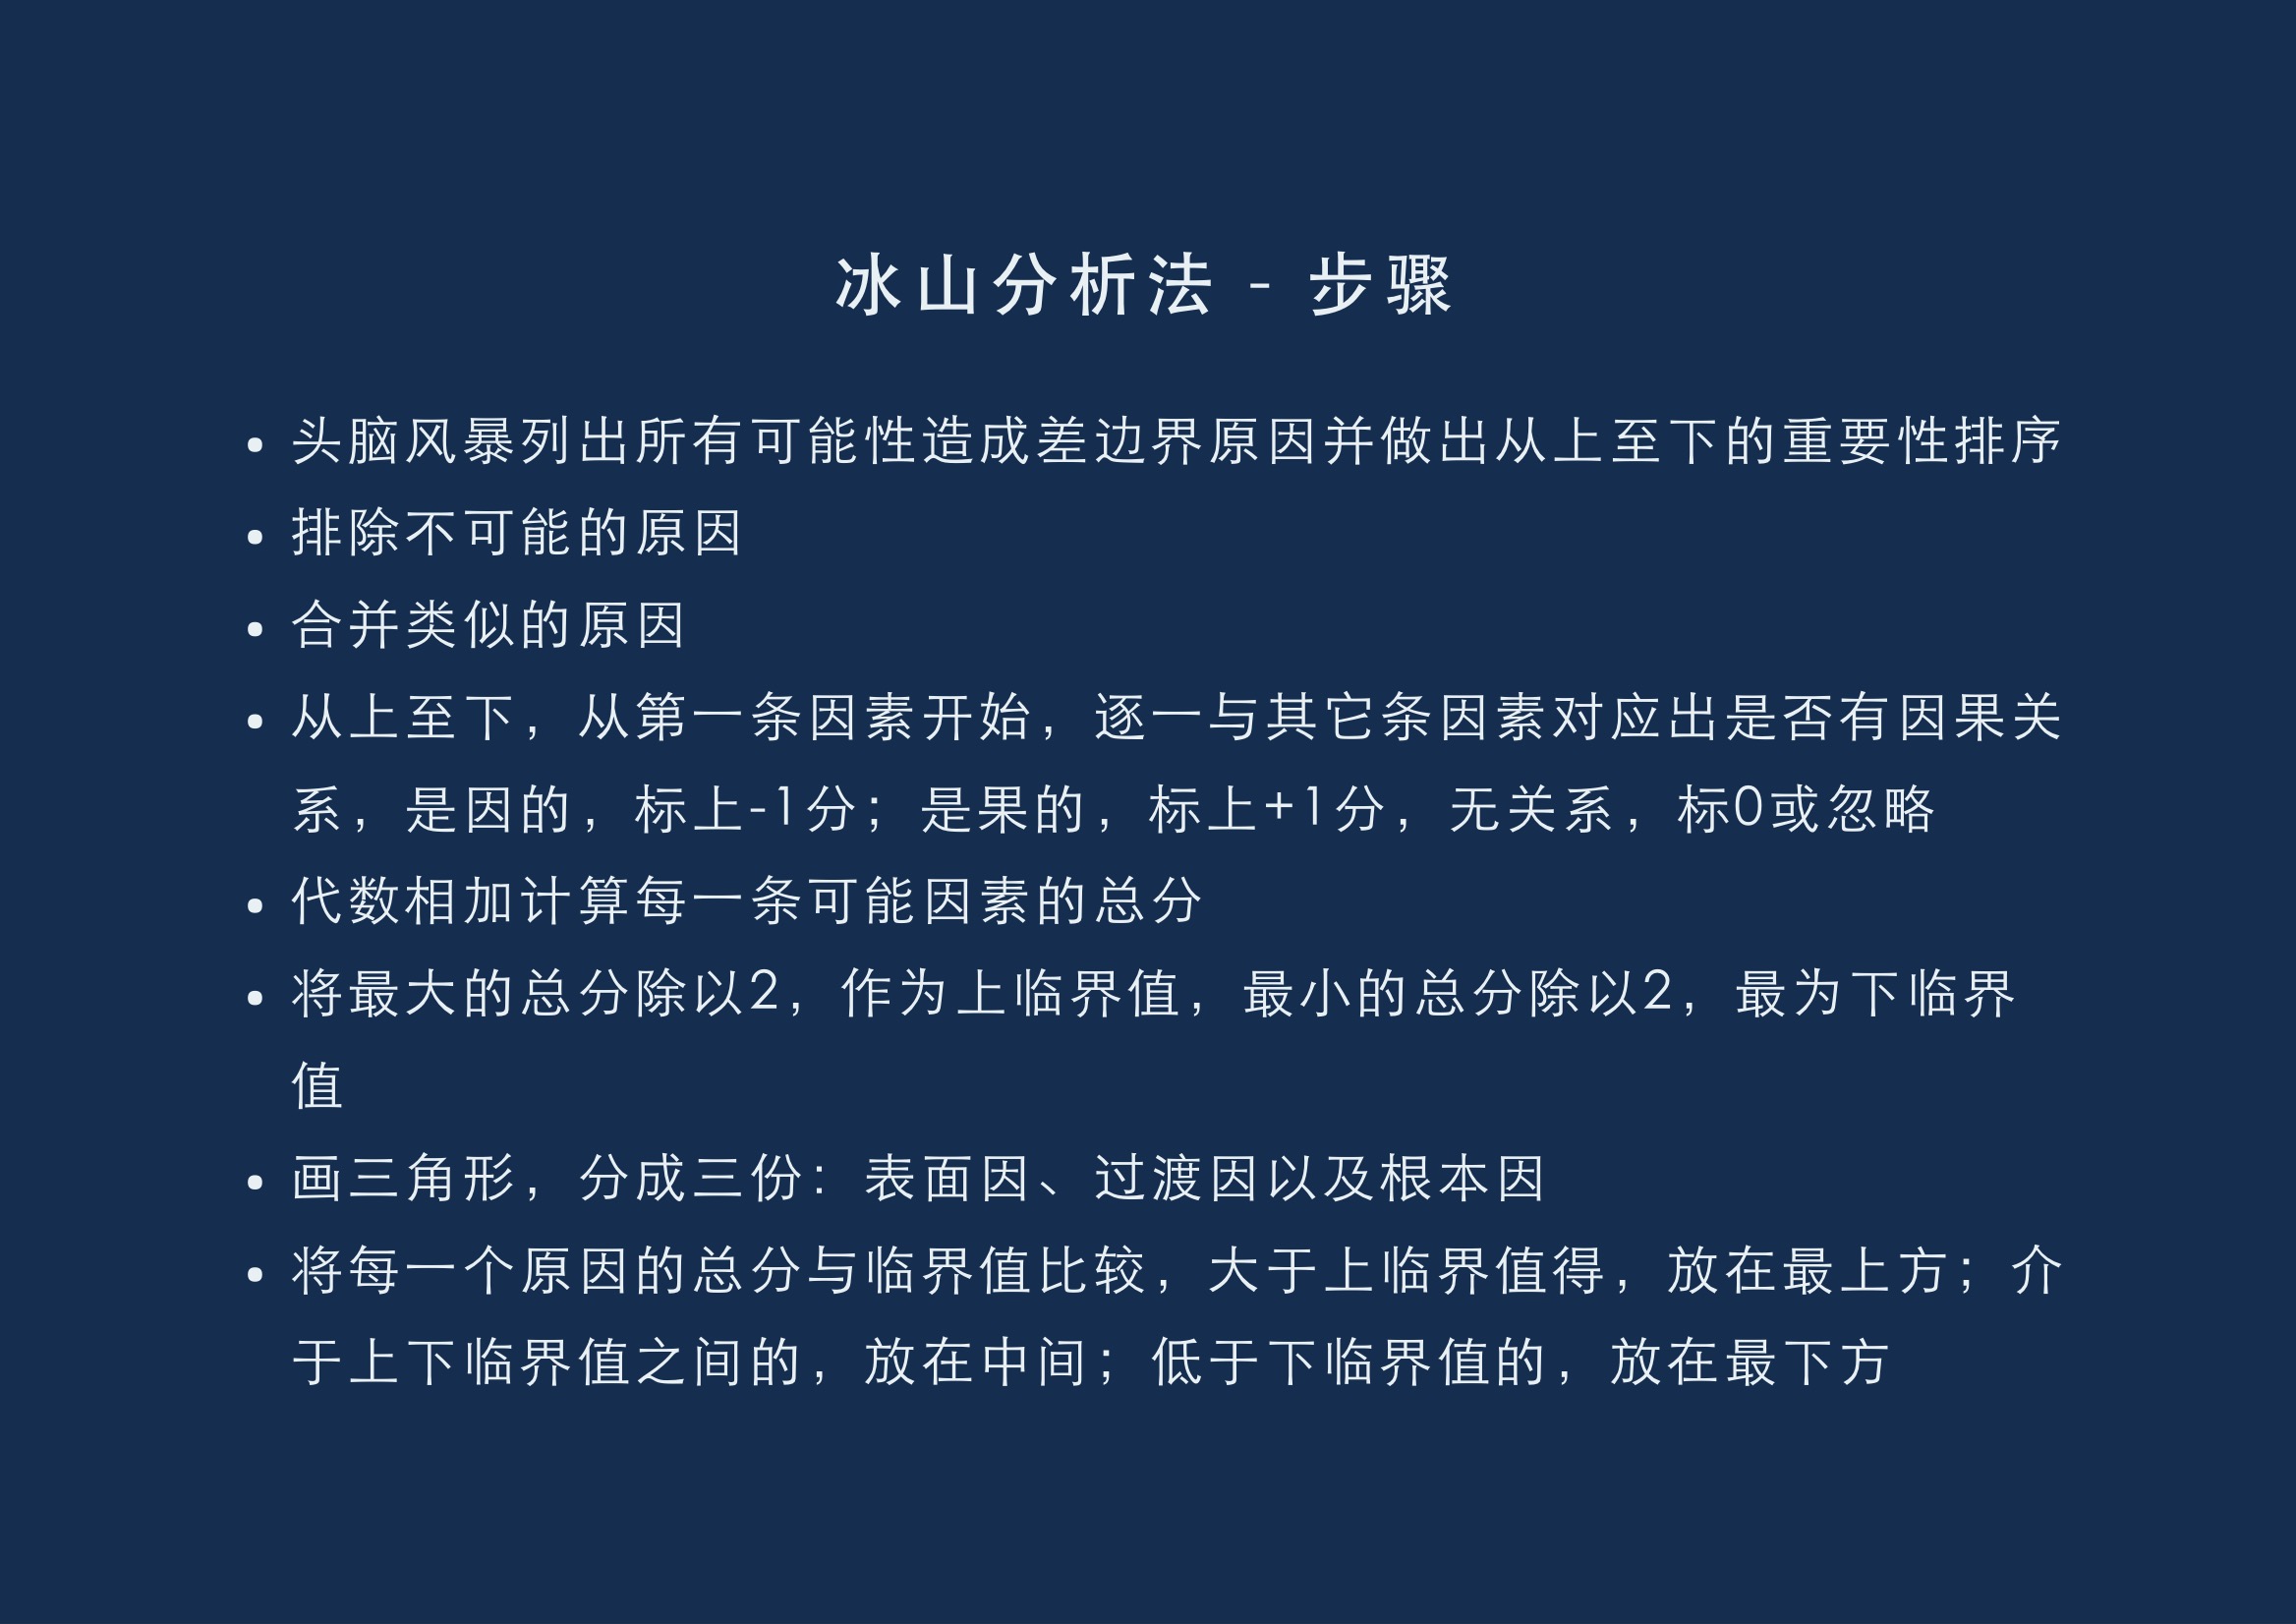 冰山分析法 - 步骤
• 头脑风暴列出所有可能性造成差边界原因并做出从上至下的重要性排序
• 排除不可能的原因
• 合并类似的原因
• 从上至下，从第一条因素开始，逐一与其它条因素对应出是否有因果关
系，是因的，标上-1分；是果的，标上+1分，无关系，标0或忽略
• 代数相加计算每一条可能因素的总分
• 将最大的总分除以2，作为上临界值，最小的总分除以2，最为下临界
值
• 画三角形，分成三份：表面因、过渡因以及根本因
• 将每一个原因的总分与临界值比较，大于上临界值得，放在最上方；介
于上下临界值之间的，放在中间；低于下临界值的，放在最下方